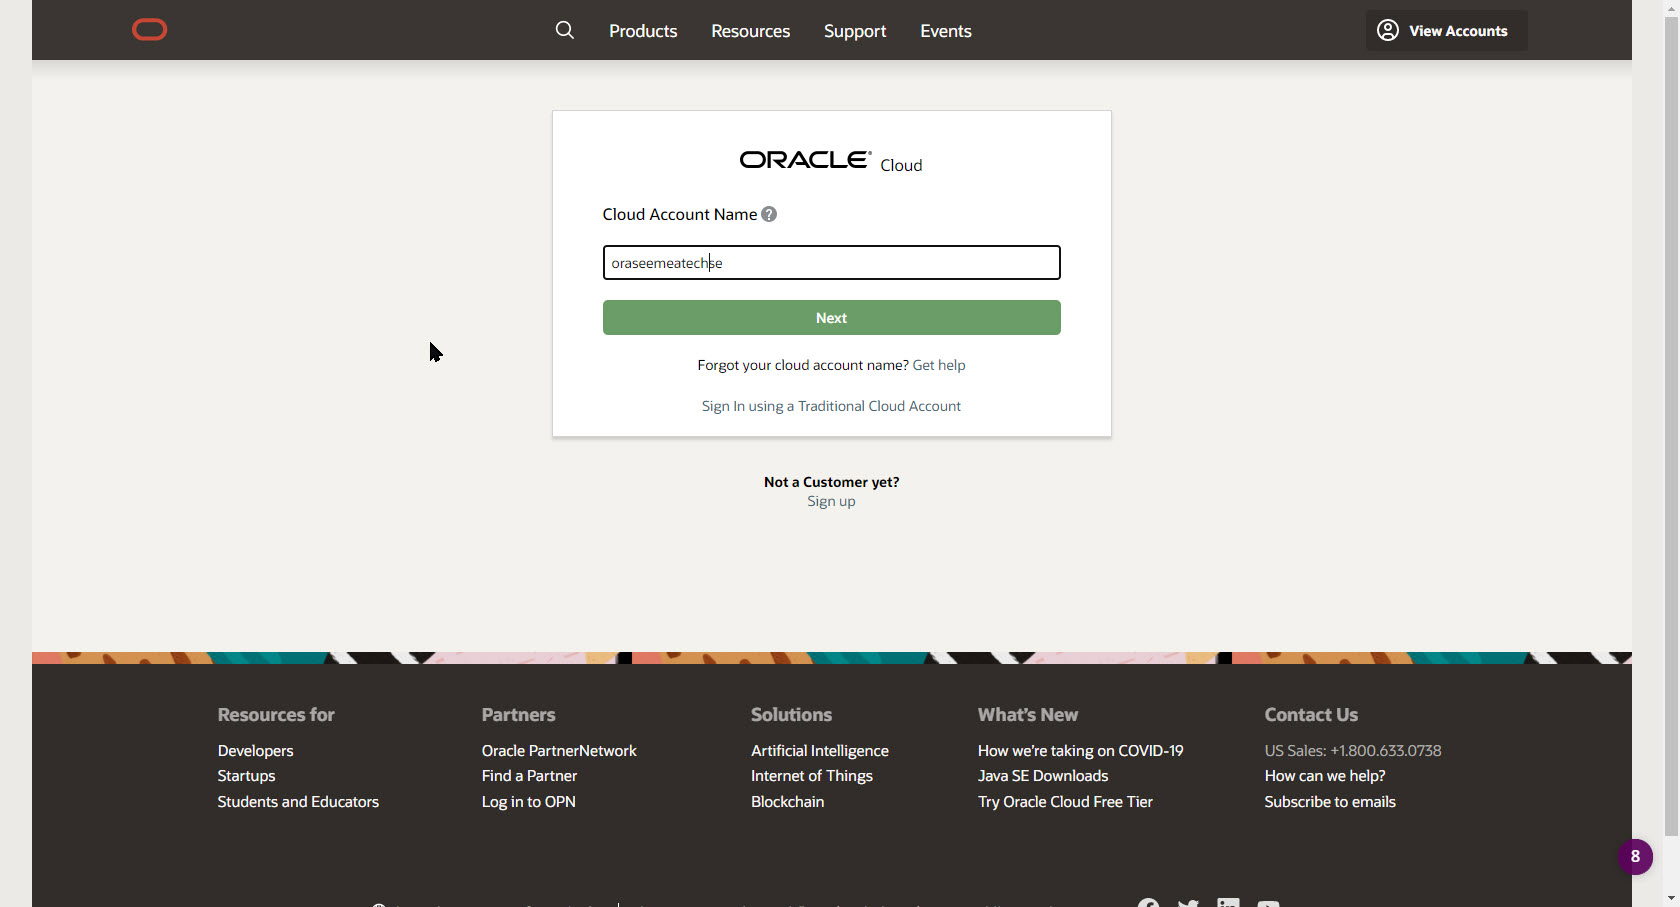 Products Resources Support Events View Accounts
ORACLE Cloud
Cloud Account Name ?
oraseemeatechse
Next
Forgot your cloud account name? Get help
Sign In using a Traditional Cloud Account
Not a Customer yet?
Sign up
Resources for
Developers
Startups
Students and Educators
Partners
Oracle PartnerNetwork
Find a Partner
Log in to OPN
Solutions
Artificial Intelligence
Internet of Things
Blockchain
What's New
How we're taking on COVID-19
Java SE Downloads
Try Oracle Cloud Free Tier
Contact Us
US Sales: +1.800.633.0738
How can we help?
Subscribe to emails
8